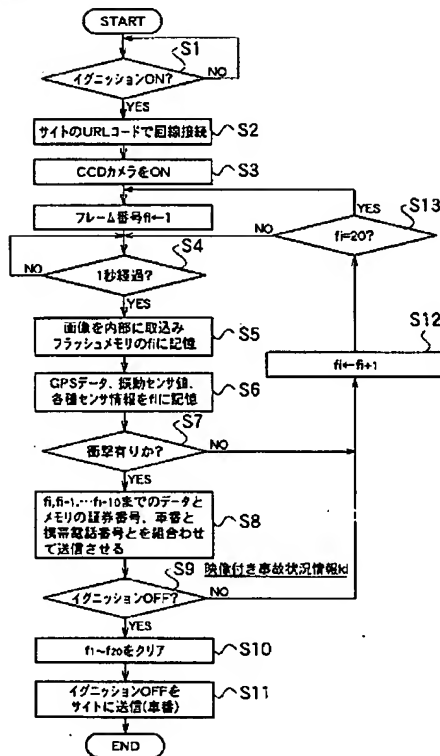 START
S1
イグニッションON?
NO
YES
サイトのURLコードで回線接続
S2
CCDカメラをON
S3
フレーム番号fi←1
YES
S13
NO
fi=20?
S4
NO
1秒経過?
YES
画像を内部に取込み
フラッシュメモリのfiに記憶
S5
S12
fi←fi+1
GPSデータ、振動センサ値、
各種センサ情報をfiに記憶
S6
S7
衝撃有りか?
NO
YES
fi,fi-1,…fi-10までのデータと
メモリの証券番号、車番と
携帯電話番号とを組合わせ
て送信させる
S8
S9
映像付き事故状況情報kd
イグニッションOFF?
NO
YES
f1~f20をクリア
S10
イグニッションOFFを
サイトに送信(車番)
S11
END